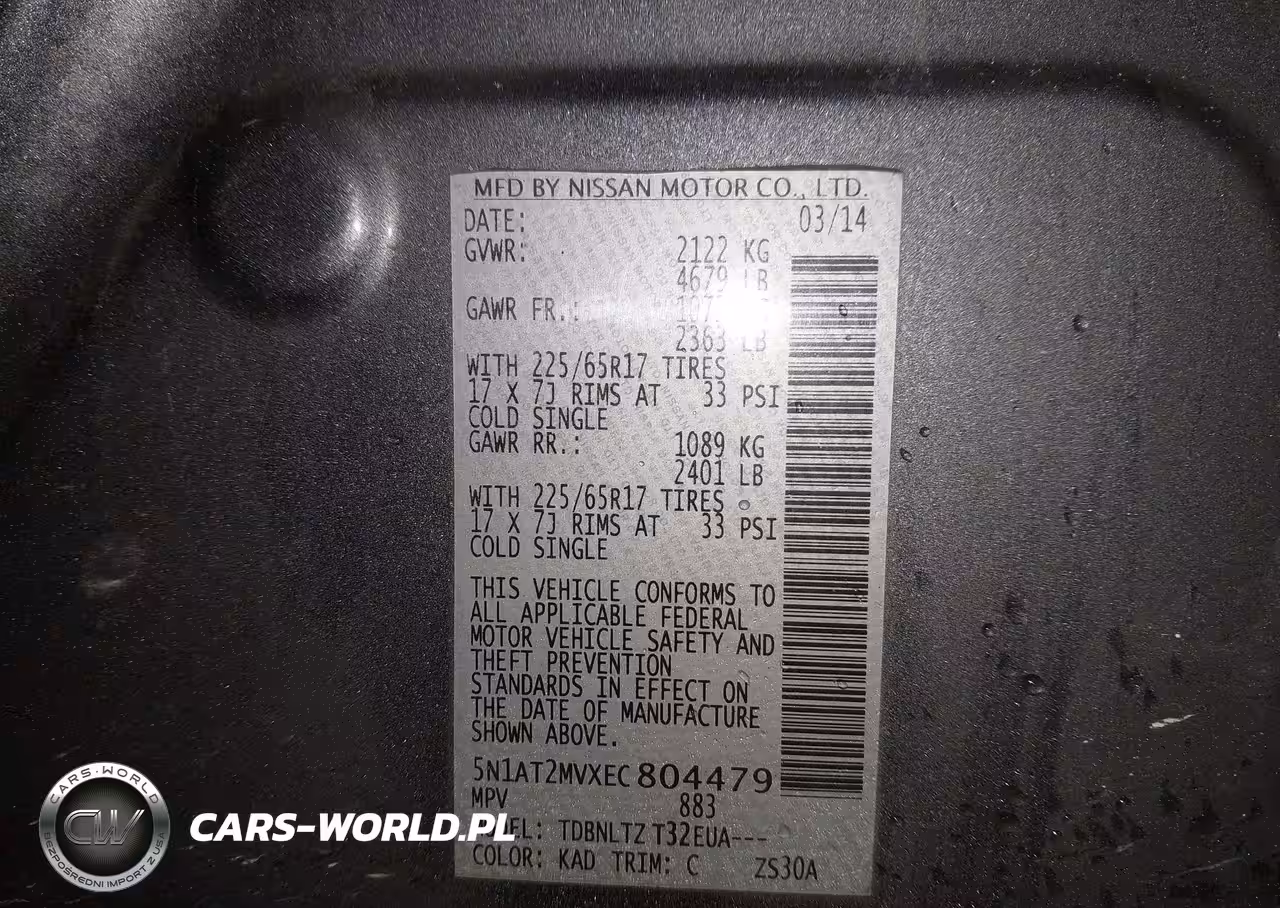 MFD BY NISSAN MOTOR CO., LTD.
DATE: 03/14
GVWR: 2122 KG
4679 LB
GAWR FR.:
2363 LB
WITH 225/65R17 TIRES
17 X 7J RIMS AT 33 PSI
COLD SINGLE
GAWR RR.: 1089 KG
2401 LB
WITH 225/65R17 TIRES
17 X 7J RIMS AT 33 PSI
COLD SINGLE
THIS VEHICLE CONFORMS TO
ALL APPLICABLE FEDERAL
MOTOR VEHICLE SAFETY AND
THEFT PREVENTION
STANDARDS IN EFFECT ON
THE DATE OF MANUFACTURE
SHOWN ABOVE.
5N1AT2MVXEC804479
MPV 883
TDBNLTZ T32EUA---
COLOR: KAD TRIM: C ZS30A
CARS-WORLD
CW
BEZPOŚREDNI IMPORT Z USA
CARS-WORLD.PL